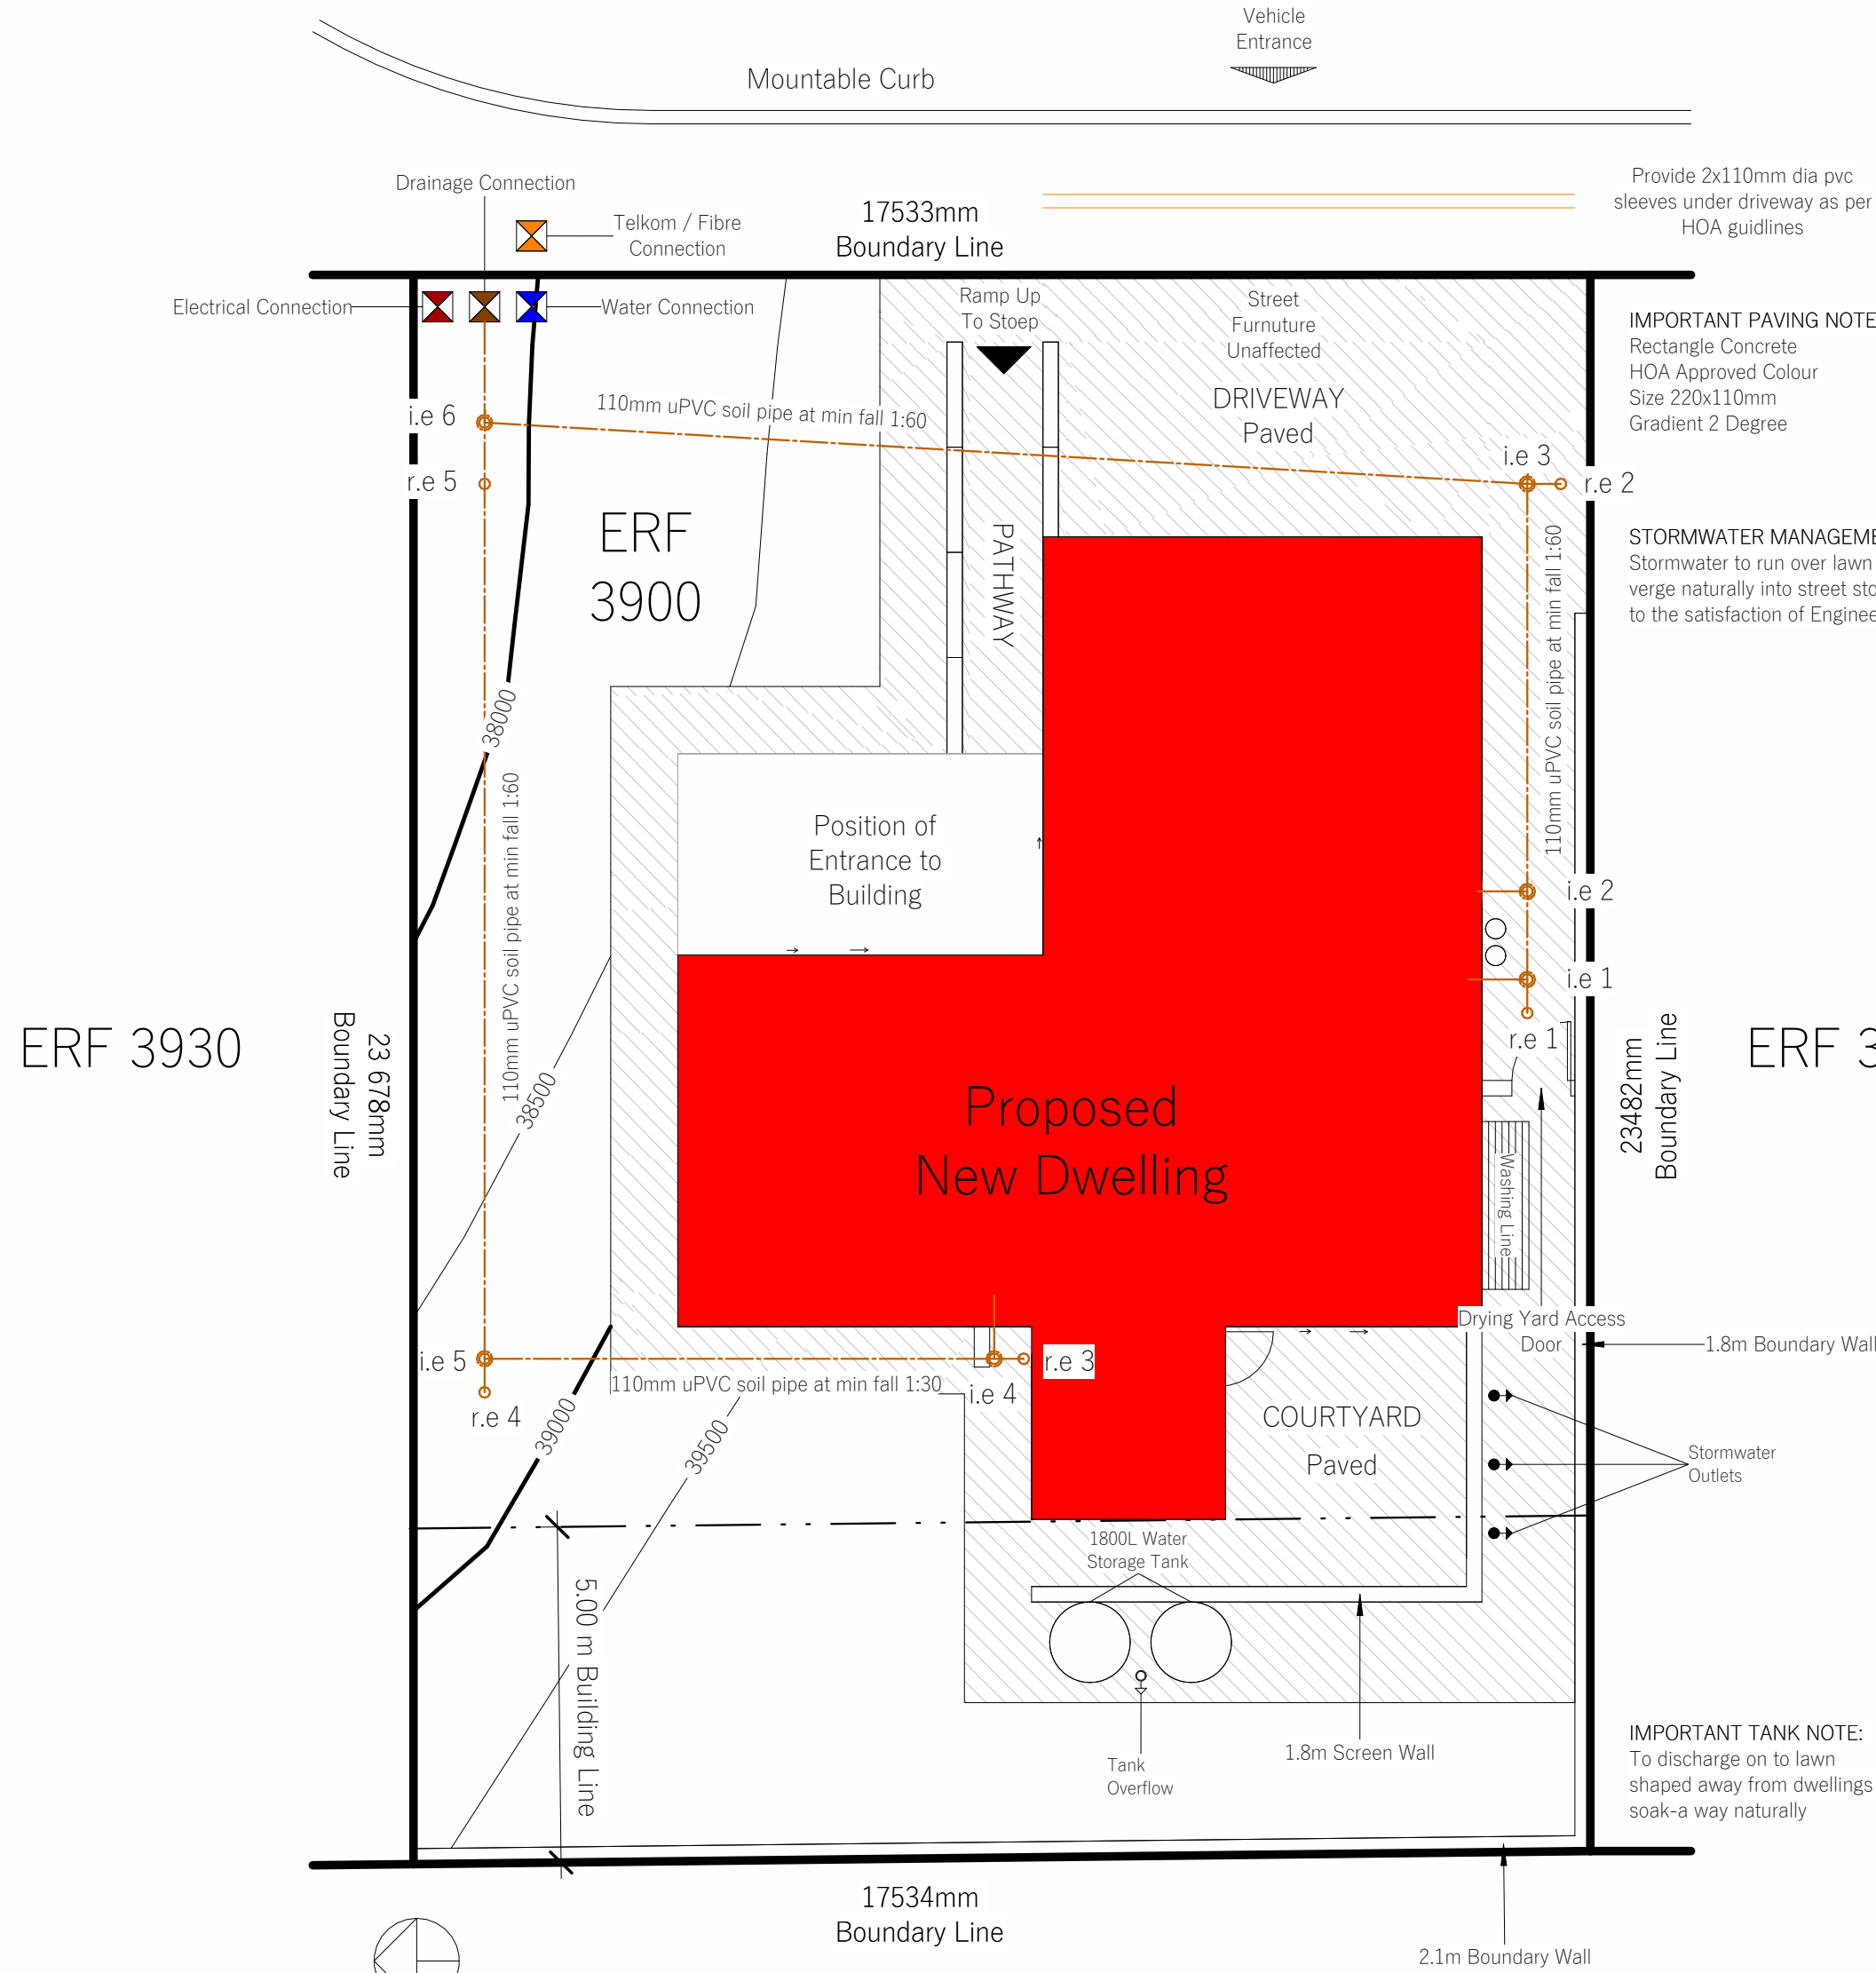 Vehicle
Entrance
Mountable Curb
Drainage Connection
Telkom / Fibre
Connection
17533mm
Boundary Line
Provide 2x110mm dia pvc
sleeves under driveway as per
HOA guidlines
Electrical Connection
Water Connection
Ramp Up
To Stoep
Street
Furnuture
Unaffected
DRIVEWAY
Paved
IMPORTANT PAVING NOTE
Rectangle Concrete
HOA Approved Colour
Size 220x110mm
Gradient 2 Degree
i.e 6
110mm uPVC soil pipe at min fall 1:60
i.e 3
r.e 5
r.e 2
ERF
3900
PATHWAY
110mm uPVC soil pipe at min fall 1:60
STORMWATER MANAGEME
Stormwater to run over lawn
verge naturally into street sto
to the satisfaction of Enginee
38000
110mm uPVC soil pipe at min fall 1:60
Position of
Entrance to
Building
i.e 2
i.e 1
r.e 1
ERF 3930
23 678mm
Boundary Line
38500
Proposed
New Dwelling
23482mm
Boundary Line
ERF 3
Washing Line
Drying Yard Access
Door
1.8m Boundary Wall
i.e 5
r.e 3
110mm uPVC soil pipe at min fall 1:30
i.e 4
r.e 4
39000
39500
COURTYARD
Paved
Stormwater
Outlets
1800L Water
Storage Tank
5.00 m Building Line
Tank
Overflow
1.8m Screen Wall
IMPORTANT TANK NOTE:
To discharge on to lawn
shaped away from dwellings
soak-a way naturally
17534mm
Boundary Line
2.1m Boundary Wall